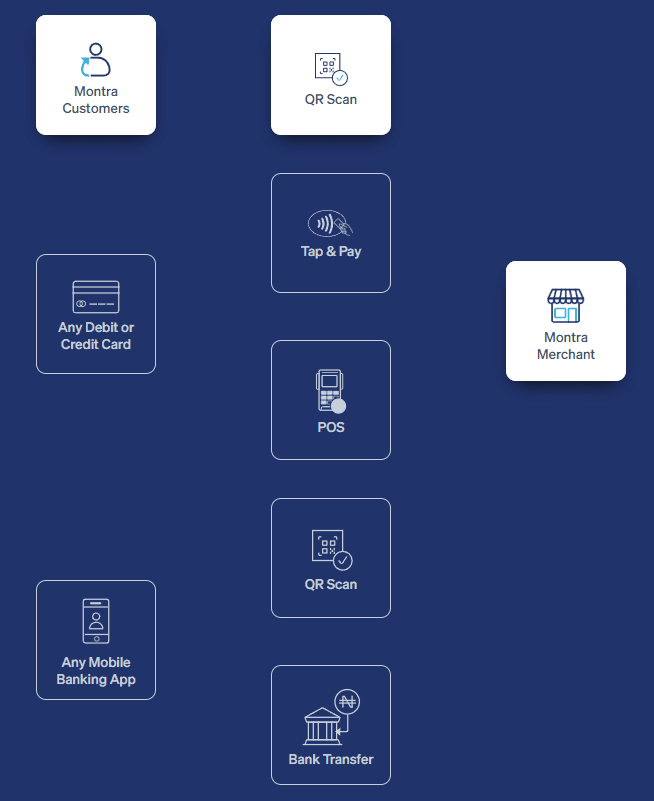 Montra
Customers
QR Scan
Tap & Pay
Any Debit or
Credit Card
Montra
Merchant
POS
QR Scan
Any Mobile
Banking App
Bank Transfer